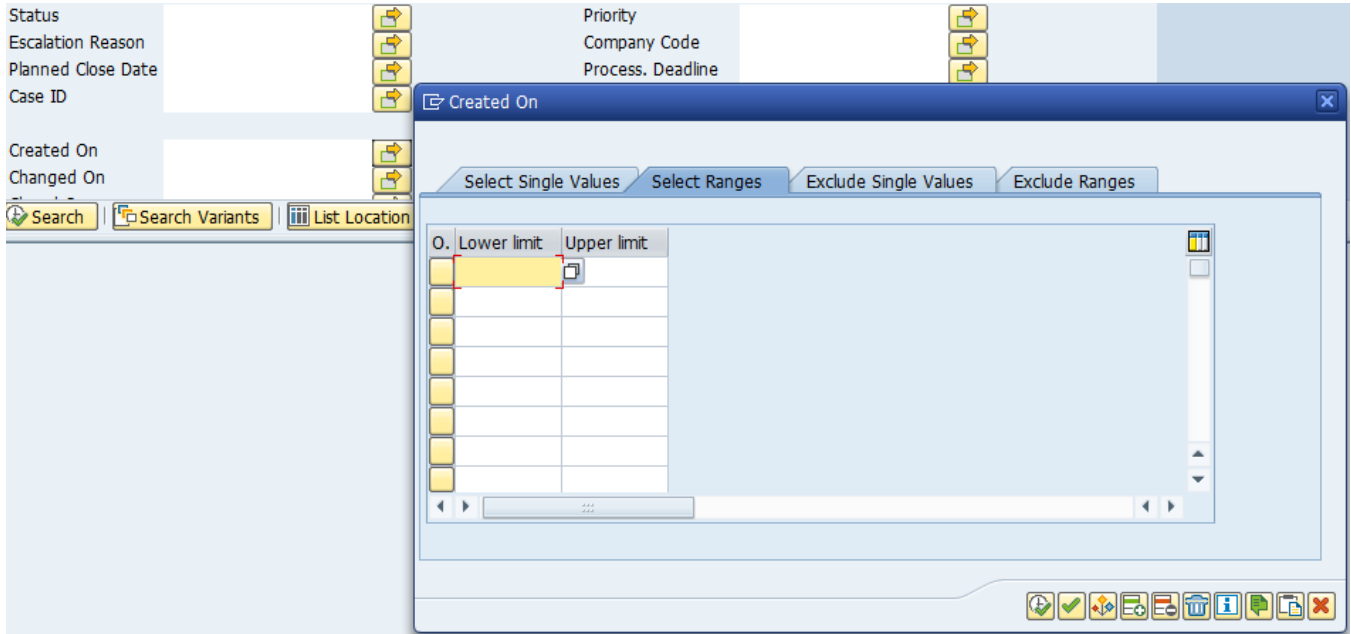 Status Priority
Escalation Reason Company Code
Planned Close Date Process. Deadline
Case ID
Created On
Created On
Changed On
Select Single Values Select Ranges Exclude Single Values Exclude Ranges
Search Search Variants List Location
O. Lower limit Upper limit